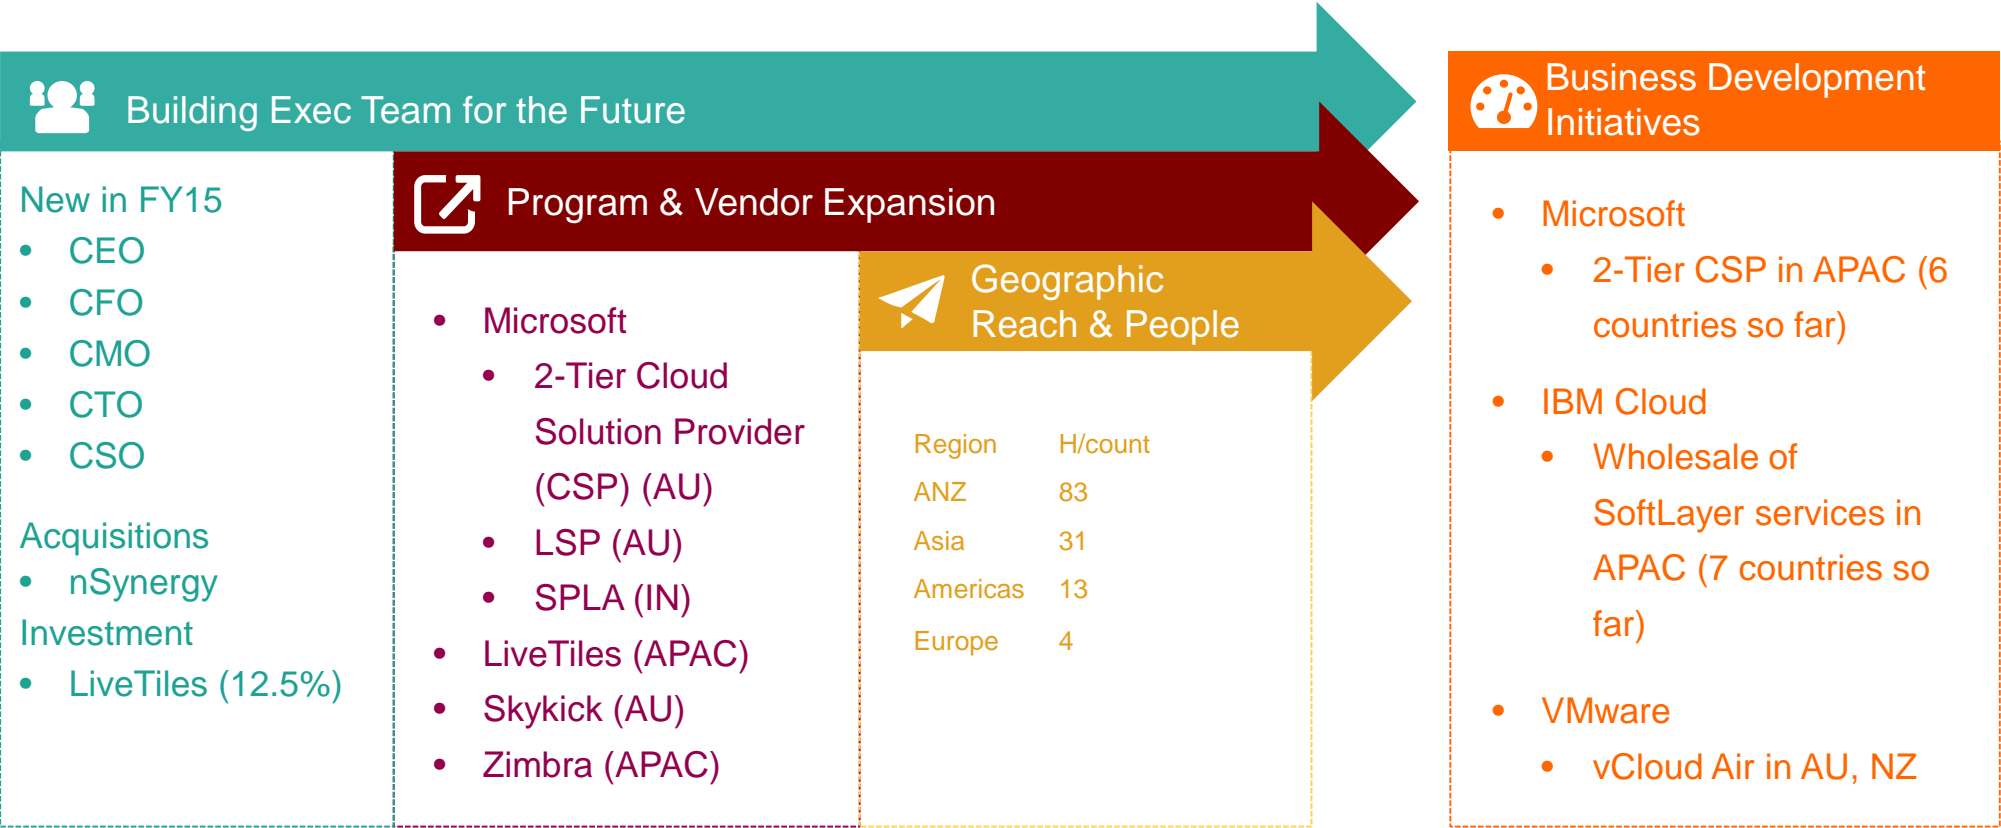 Building Exec Team for the Future
New in FY15
• CEO
• CFO
• CMO
• CTO
• CSO
Acquisitions
• nSynergy
Investment
• LiveTiles (12.5%)
Program & Vendor Expansion
• Microsoft
• 2-Tier Cloud
Solution Provider
(CSP) (AU)
• LSP (AU)
• SPLA (IN)
• LiveTiles (APAC)
• Skykick (AU)
• Zimbra (APAC)
Geographic
Reach & People
Region H/count
ANZ 83
Asia 31
Americas 13
Europe 4
Business Development
Initiatives
• Microsoft
• 2-Tier CSP in APAC (6
countries so far)
• IBM Cloud
• Wholesale of
SoftLayer services in
APAC (7 countries so
far)
• VMware
• vCloud Air in AU, NZ